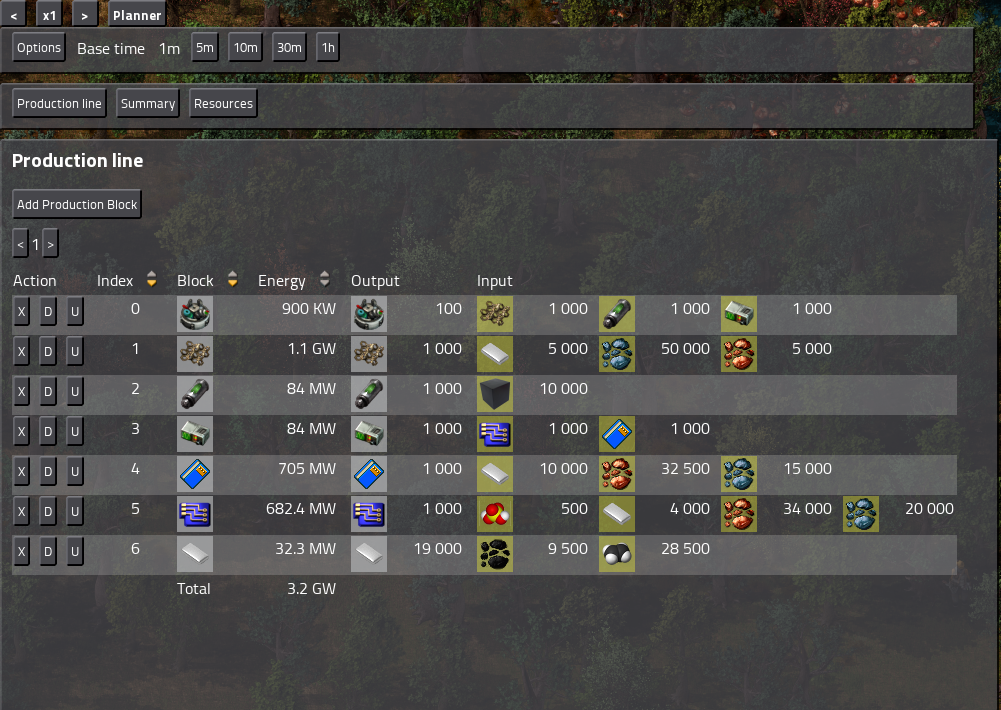 < x1 > Planner
Options Base time 1m 5m 10m 30m 1h
Production line Summary Resources
Production line
Add Production Block
< 1 >
Action Index Block Energy Output Input
X D U 0 900 KW 100 1 000 1 000 1 000
X D U 1 1.1 GW 1 000 5 000 50 000 5 000
X D U 2 84 MW 1 000 10 000
X D U 3 84 MW 1 000 1 000 1 000
X D U 4 705 MW 1 000 10 000 32 500 15 000
X D U 5 682.4 MW 1 000 500 4 000 34 000 20 000
X D U 6 32.3 MW 19 000 9 500 28 500
Total 3.2 GW